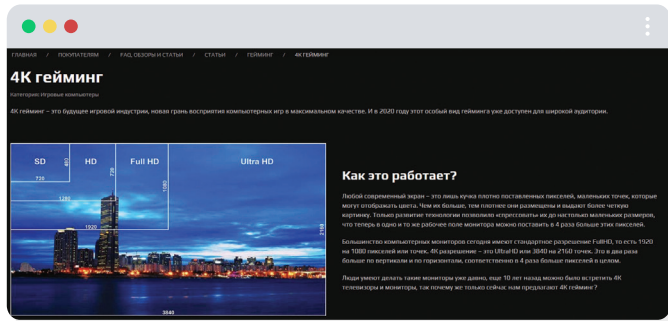 ГЛАВНАЯ / ПОКУПАТЕЛЯМ / FAQ, ОБЗОРЫ И СТАТЬИ / СТАТЬИ / ГЕЙМИНГ / 4К ГЕЙМИНГ
4К гейминг
Категория: Игровые компьютеры
4К гейминг – это будущее игровой индустрии, новая грань восприятия компьютерных игр в максимальном качестве. И в 2020 году этот особый вид гейминга уже доступен для широкой аудитории.
SD
480
HD
720
Full HD
1080
Ultra HD
2160
720
1280
1920
3840
Как это работает?
Любой современный экран – это лишь кучка плотно поставленных пикселей, маленьких точек, которые
могут отображать цвета. Чем их больше, тем плотнее они размещены и выдают более четкую
картинку. Только развитие технологии позволило «спрессовать» их до настолько маленьких размеров,
что теперь в одно и то же рабочее поле монитора можно поставить в 4 раза больше этих пикселей.
Большинство компьютерных мониторов сегодня имеют стандартное разрешение FullHD, то есть 1920
на 1080 пикселей или точек. 4К разрешение – это UltraHD или 3840 на 2160 точек. Это в два раза
больше по вертикали и по горизонтали, соответственно в 4 раза больше пикселей в целом.
Люди умеют делать такие мониторы уже давно, еще 10 лет назад можно было встретить 4К
телевизоры и мониторы, так почему же только сейчас нам предлагают 4К гейминг?